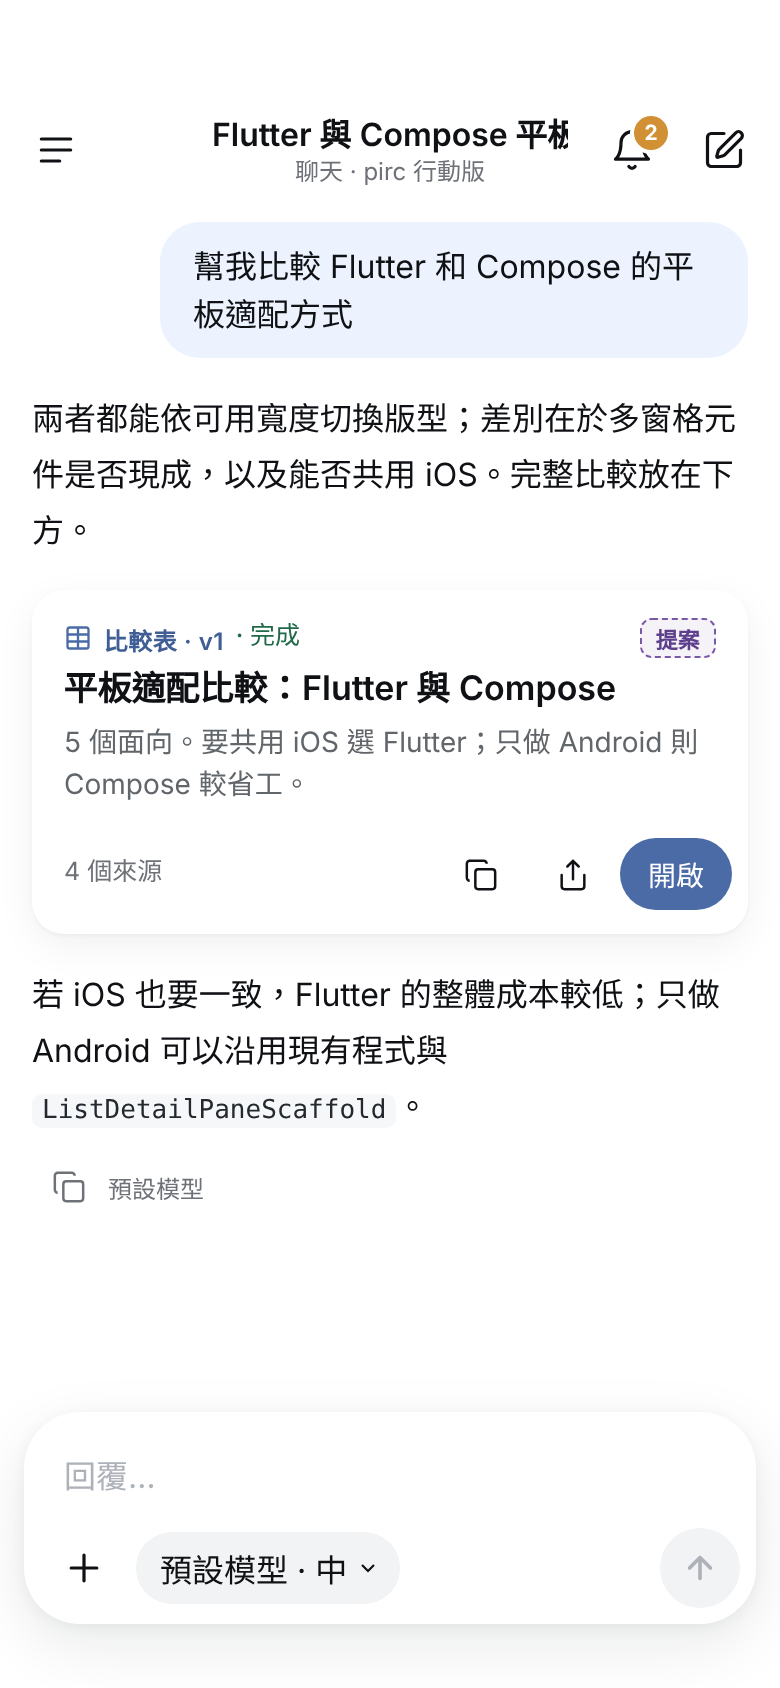 Flutter 與 Compose 平板
2
聊天 · pirc 行動版
幫我比較 Flutter 和 Compose 的平
板適配方式
兩者都能依可用寬度切換版型；差別在於多窗格元
件是否現成，以及能否共用 iOS。完整比較放在下
方。
比較表 · v1 · 完成
提案
平板適配比較：Flutter 與 Compose
5 個面向。要共用 iOS 選 Flutter；只做 Android 則
Compose 較省工。
4 個來源
開啟
若 iOS 也要一致，Flutter 的整體成本較低；只做
Android 可以沿用現有程式與
ListDetailPaneScaffold 。
預設模型
回覆...
預設模型 · 中